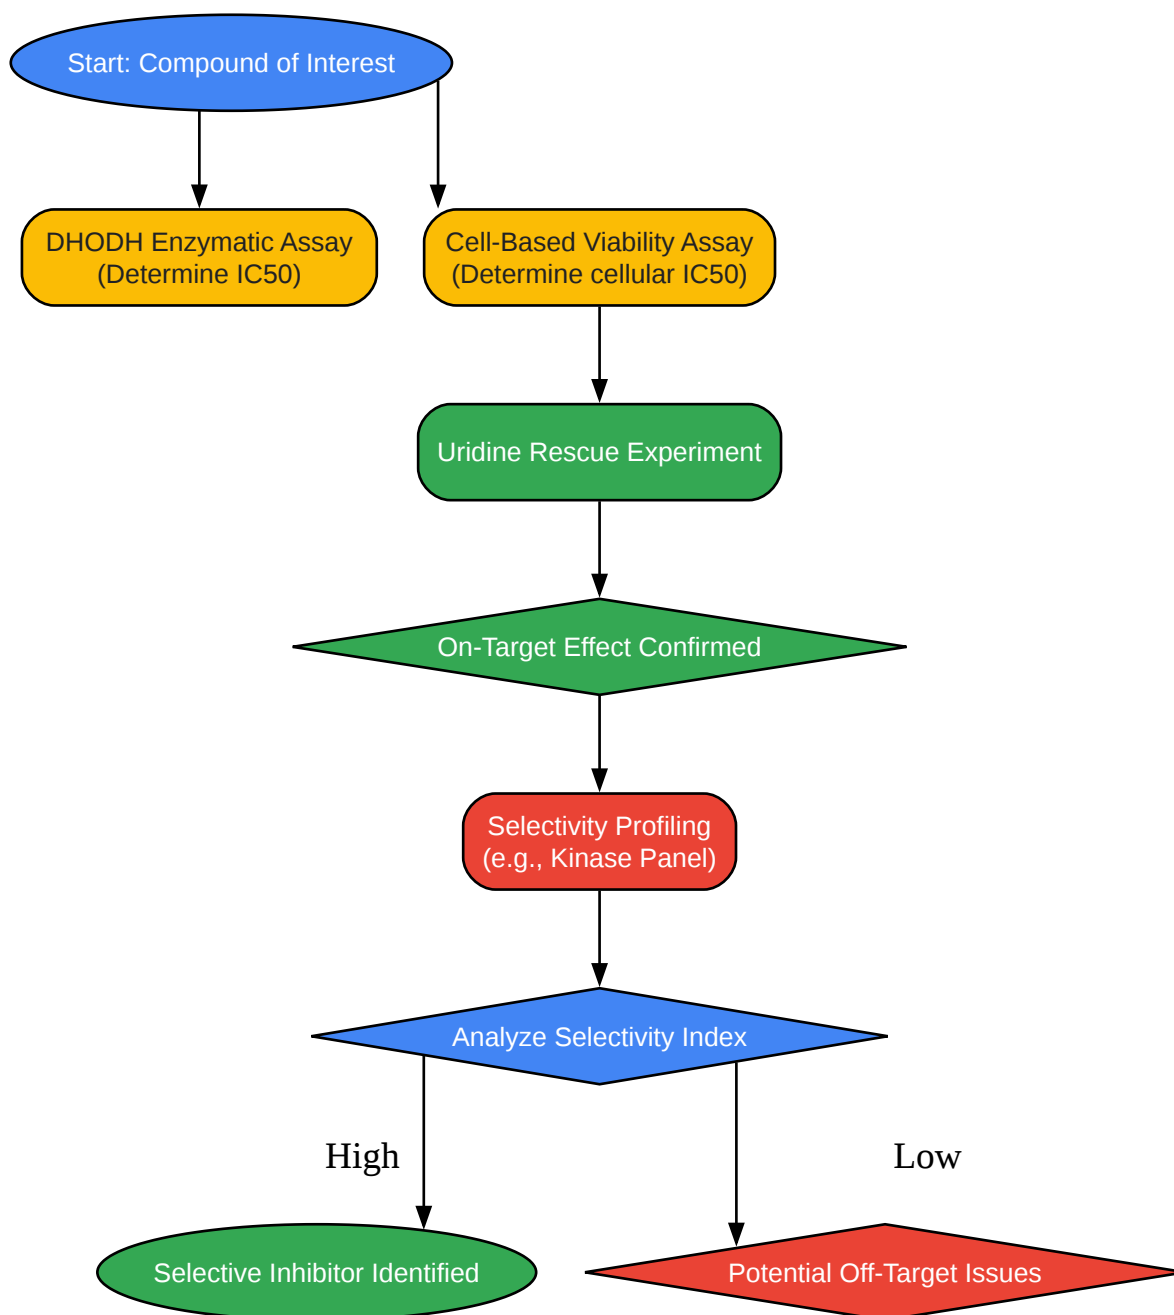 Start: Compound of Interest
DHODH Enzymatic Assay
(Determine IC50)
Cell-Based Viability Assay
(Determine cellular IC50)
Uridine Rescue Experiment
On-Target Effect Confirmed
Selectivity Profiling
(e.g., Kinase Panel)
Analyze Selectivity Index
High
Low
Selective Inhibitor Identified
Potential Off-Target Issues